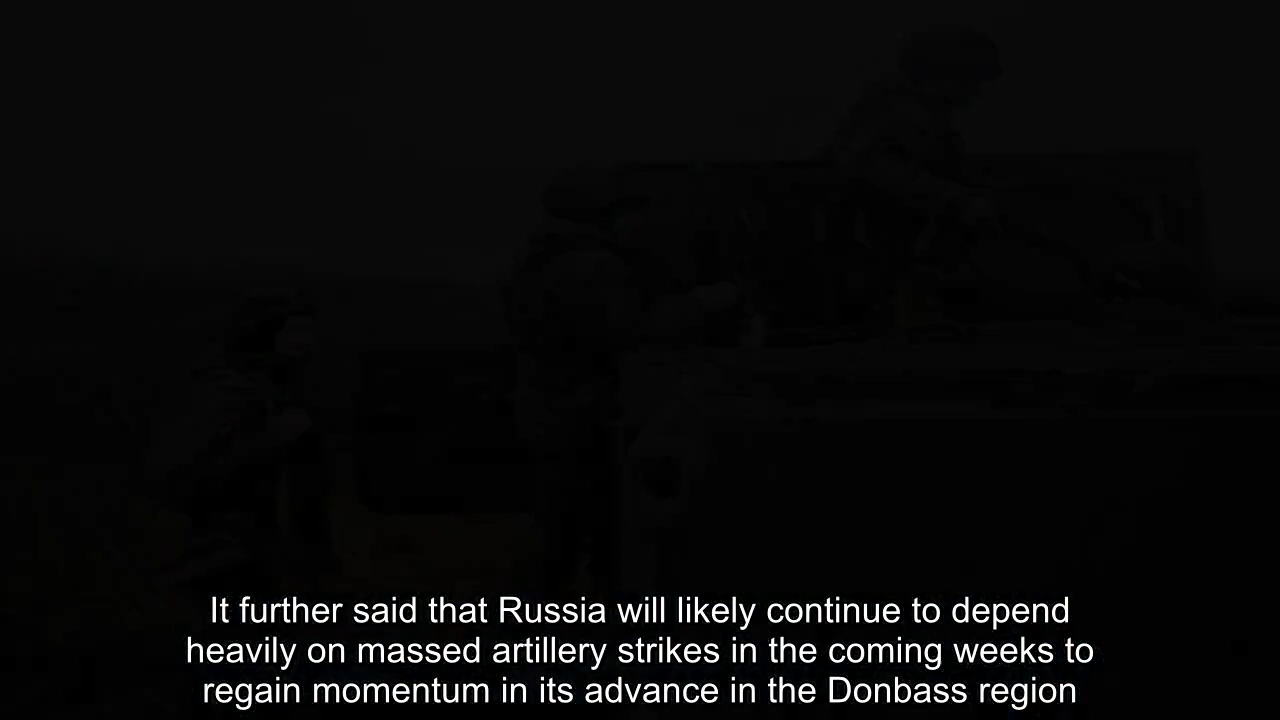 It further said that Russia will likely continue to depend
heavily on massed artillery strikes in the coming weeks to
regain momentum in its advance in the Donbass region